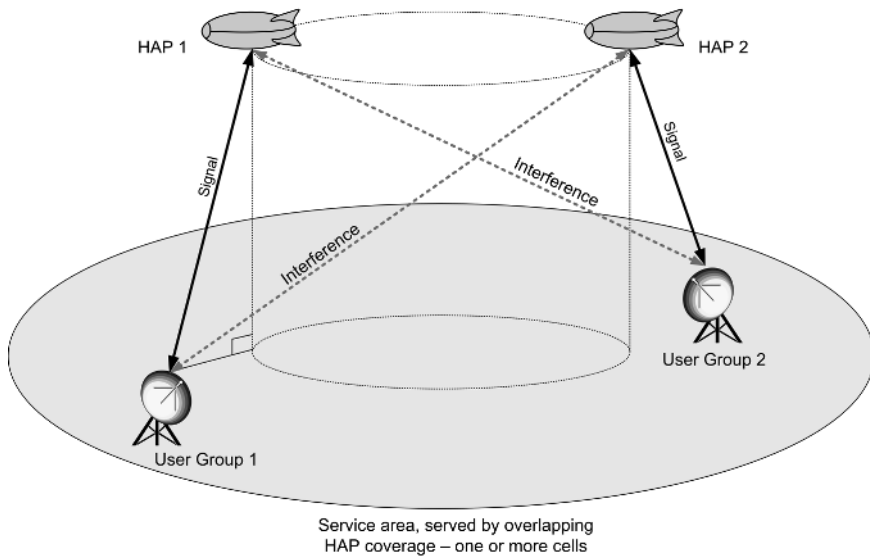 HAP 1
HAP 2
Signal
Signal
Interference
Interference
User Group 2
User Group 1
Service area, served by overlapping
HAP coverage – one or more cells